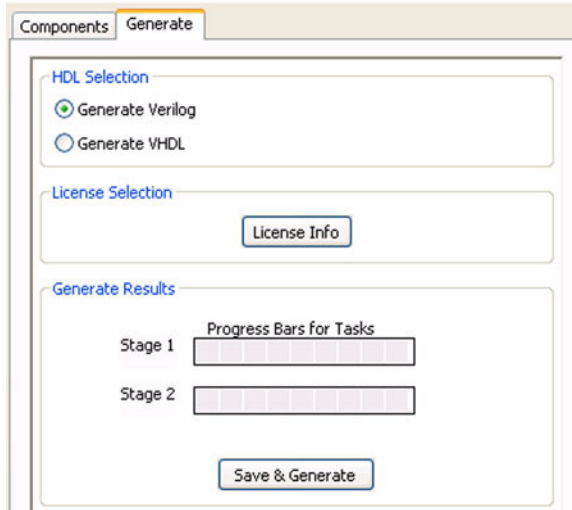 Components Generate
HDL Selection
Generate Verilog
Generate VHDL
License Selection
License Info
Generate Results
Progress Bars for Tasks
Stage 1
Stage 2
Save & Generate